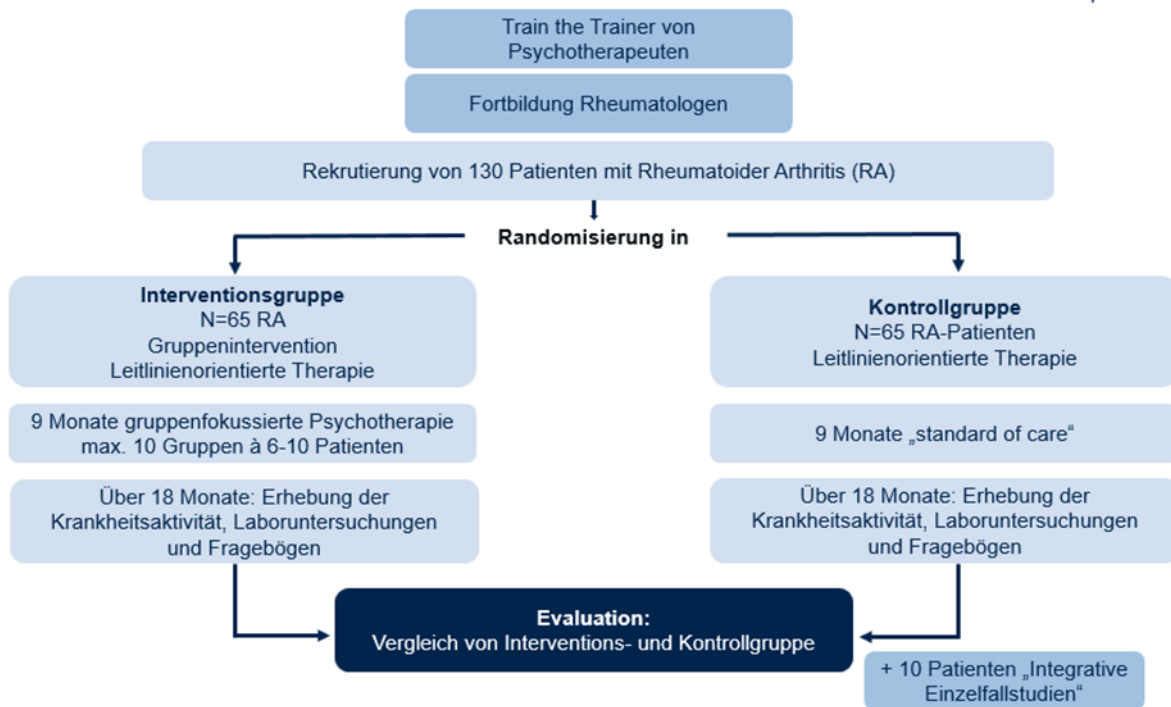 Train the Trainer von
Psychotherapeuten
Fortbildung Rheumatologen
Rekrutierung von 130 Patienten mit Rheumatoider Arthritis (RA)
Randomisierung in
Interventionsgruppe
N=65 RA
Gruppenintervention
Leitlinienorientierte Therapie
9 Monate gruppenfokussierte Psychotherapie
max. 10 Gruppen à 6-10 Patienten
Über 18 Monate: Erhebung der
Krankheitsaktivität, Laboruntersuchungen
und Fragebögen
Kontrollgruppe
N=65 RA-Patienten
Leitlinienorientierte Therapie
9 Monate „standard of care“
Über 18 Monate: Erhebung der
Krankheitsaktivität, Laboruntersuchungen
und Fragebögen
Evaluation:
Vergleich von Interventions- und Kontrollgruppe
+ 10 Patienten „Integrative
Einzelfallstudien“